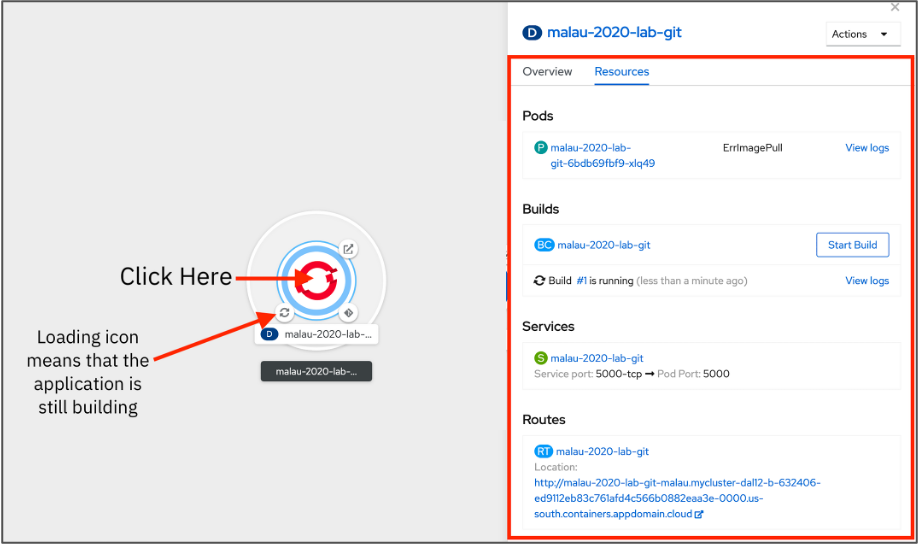 D malau-2020-lab-git
Actions
Overview Resources
Pods
P malau-2020-lab- ErrImagePull View logs
git-6bdb69fbf9-xlq49
Builds
BC malau-2020-lab-git Start Build
Build #1 is running (less than a minute ago) View logs
Services
S malau-2020-lab-git
Service port: 5000-tcp → Pod Port: 5000
Routes
RT malau-2020-lab-git
Location:
http://malau-2020-lab-git-malau.mycluster-dal12-b-632406-
ed9112eb83c761afd4c566b0882eaa3e-0000.us-
south.containers.appdomain.cloud
Click Here
Loading icon
means that the
application is
still building
D malau-2020-lab-...
malau-2020-lab-...